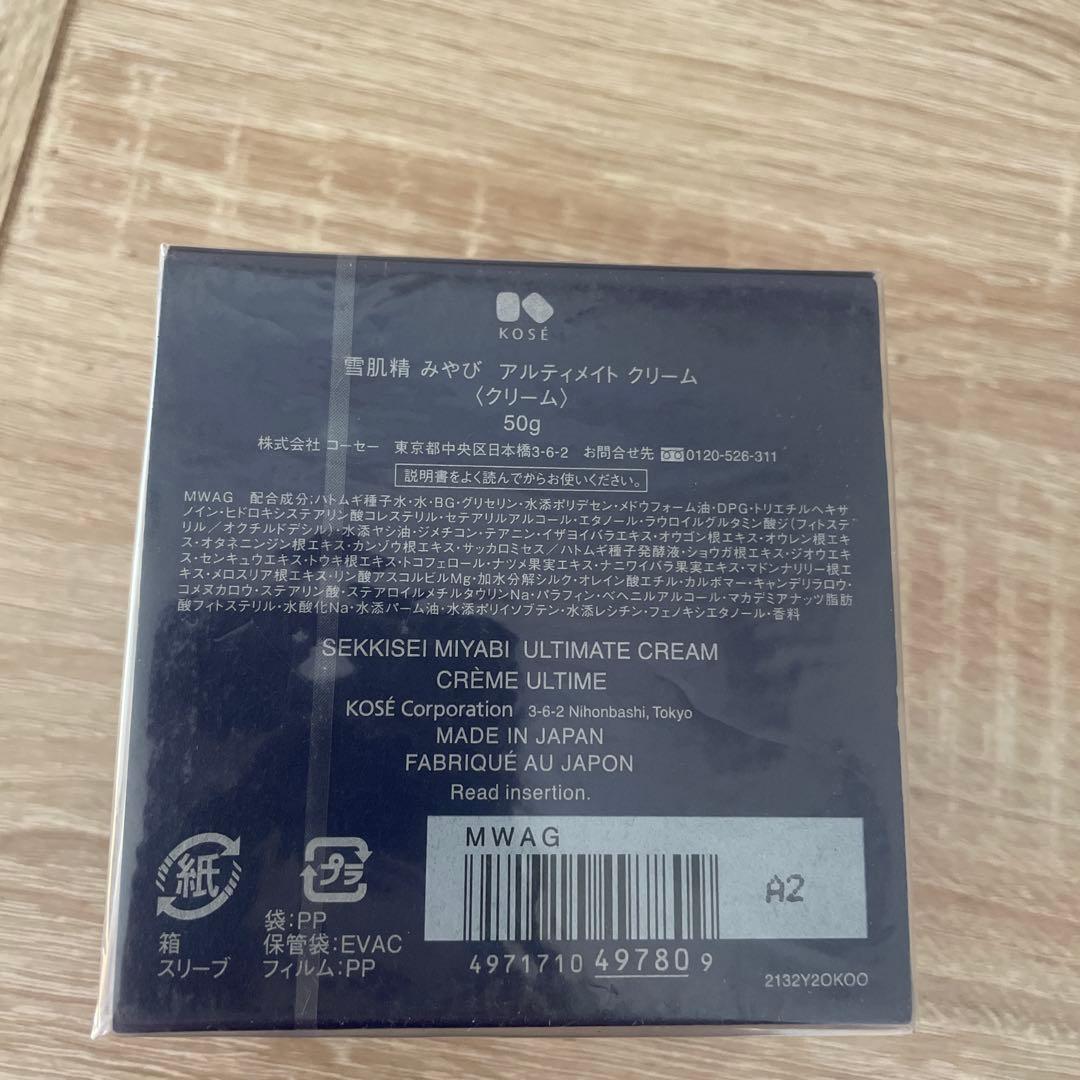 KOSÉ
雪肌精 みやび アルティメイト クリーム
〈クリーム〉
50g
株式会社 コーセー 東京都中央区日本橋3-6-2 お問合せ先 0120-526-311
説明書をよく読んでからお使いください。
MWAG 配合成分:ハトムギ種子水・水・BG・グリセリン・水添ポリデセン・メドウフォーム油・DPG・トリエチルヘキサ
ノイン・ヒドロキシステアリン酸コレステリル・セテアリルアルコール・エタノール・ラウロイルグルタミン酸ジ(フィトステ
リル/オクチルドデシル)・水添ヤシ油・ジメチコン・テアニン・イザヨイバラエキス・オウゴン根エキス・オウレン根エキ
ス・オタネニンジン根エキス・カンゾウ根エキス・サッカロミセス/ハトムギ種子発酵液・ショウガ根エキス・ジオウエキ
ス・センキュウエキス・トウキ根エキス・トコフェロール・ナツメ果実エキス・ナニワイバラ果実エキス・マドンナリリー根エ
キス・メロスリア根エキス・リン酸アスコルビルMg・加水分解シルク・オレイン酸エチル・カルボマー・キャンデリラロウ・
コメヌカロウ・ステアリン酸・ステアロイルメチルタウリンNa・パラフィン・ベヘニルアルコール・マカデミアナッツ脂肪
酸フィトステリル・水酸化Na・水添パーム油・水添ポリイソブテン・水添レシチン・フェノキシエタノール・香料
SEKKISEI MIYABI ULTIMATE CREAM
CRÈME ULTIME
KOSÉ Corporation 3-6-2 Nihonbashi, Tokyo
MADE IN JAPAN
FABRIQUÉ AU JAPON
Read insertion.
MWAG
A2
紙
プラ
箱
スリーブ
袋:PP
保管袋:EVAC
フィルム:PP
4971710 49780 9
2132Y20K00